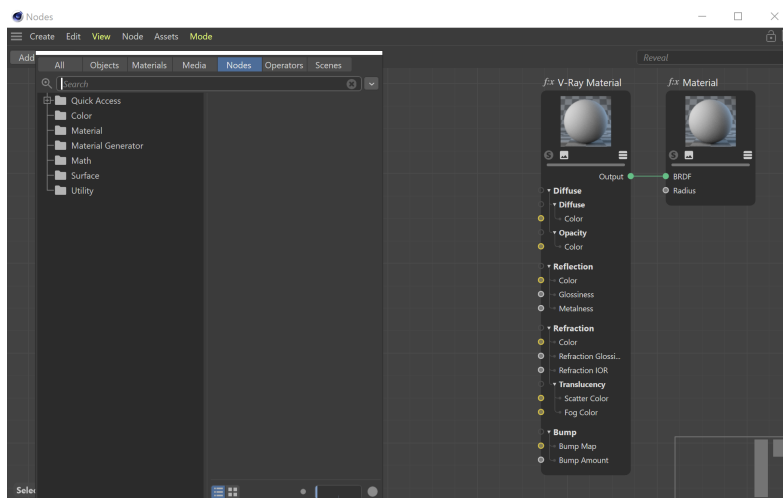 Nodes
Create Edit View Node Assets Mode
Add
Reveal
All Objects Materials Media Nodes Operators Scenes
Search
Quick Access
Color
Material
Material Generator
Math
Surface
Utility
f:x V-Ray Material
S
Output
Diffuse
Diffuse
Color
Opacity
Color
Reflection
Color
Glossiness
Metalness
Refraction
Color
Refraction Glossi...
Refraction IOR
Translucency
Scatter Color
Fog Color
Bump
Bump Map
Bump Amount
f:x Material
S
BRDF
Radius
Selec